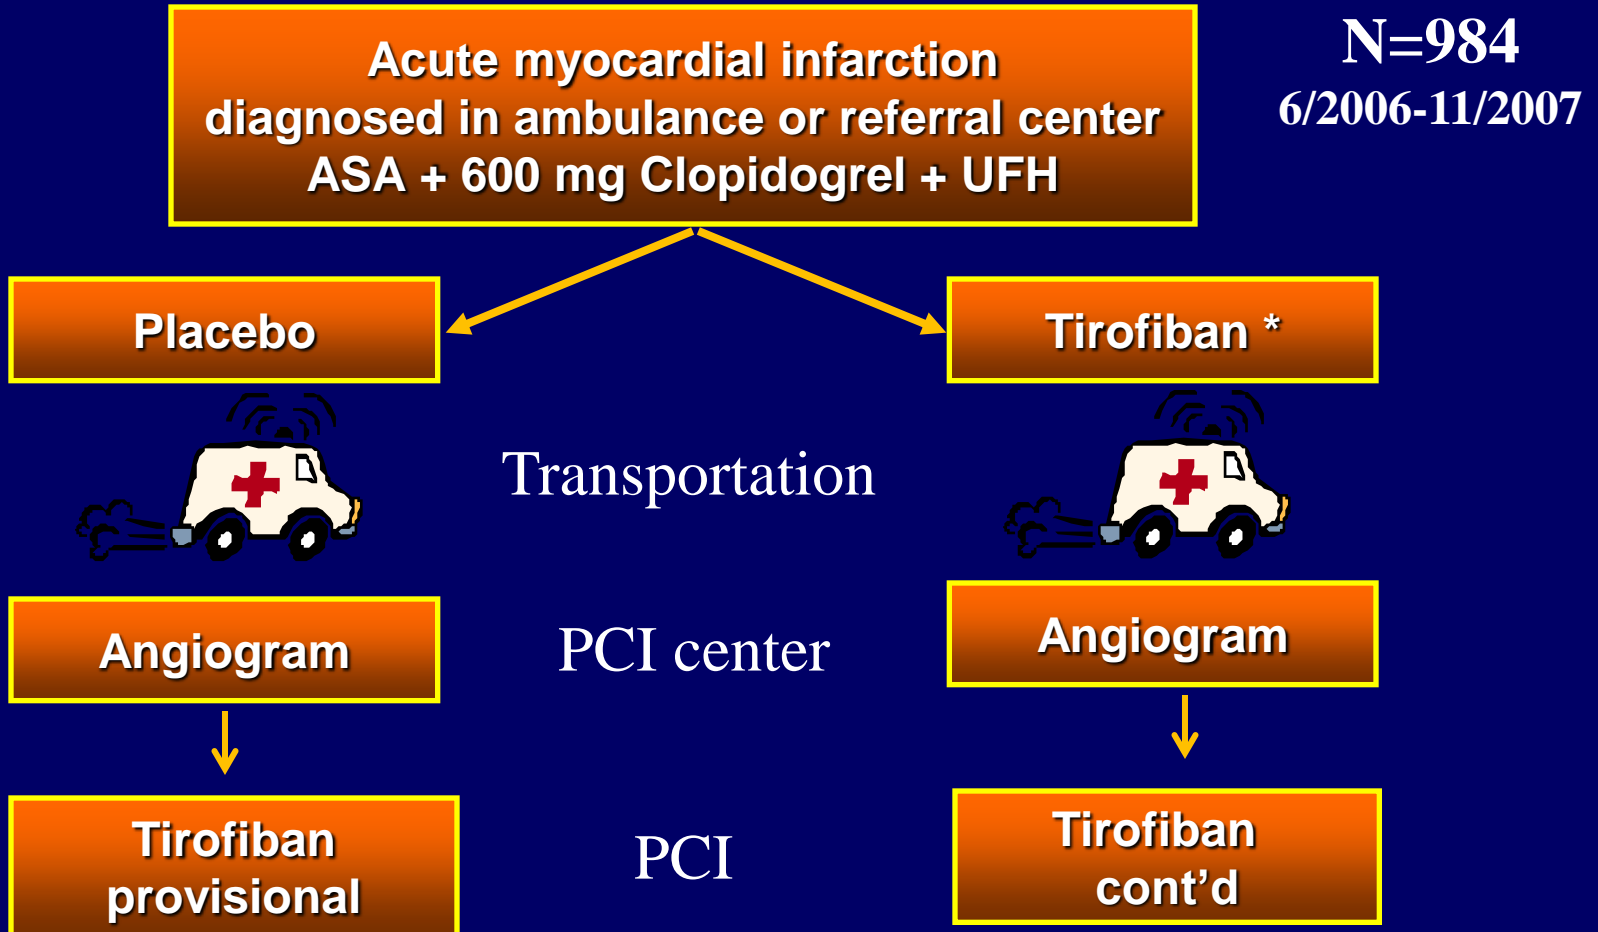 Acute myocardial infarction
diagnosed in ambulance or referral center
ASA + 600 mg Clopidogrel + UFH
N=984
6/2006-11/2007
Placebo
Tirofiban *
Transportation
Angiogram
PCI center
Angiogram
Tirofiban
provisional
PCI
Tirofiban
cont’d